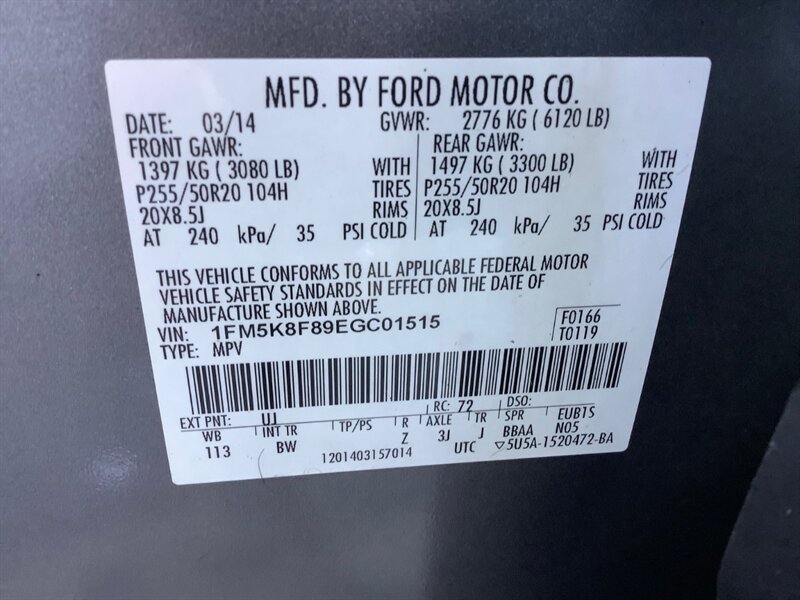 MFD. BY FORD MOTOR CO.
DATE: 03/14 GVWR: 2776 KG ( 6120 LB)
FRONT GAWR: REAR GAWR:
1397 KG ( 3080 LB) WITH 1497 KG ( 3300 LB) WITH
P255/50R20 104H TIRES P255/50R20 104H TIRES
20X8.5J RIMS 20X8.5J RIMS
AT 240 kPa/ 35 PSI COLD AT 240 kPa/ 35 PSI COLD
THIS VEHICLE CONFORMS TO ALL APPLICABLE FEDERAL MOTOR
VEHICLE SAFETY STANDARDS IN EFFECT ON THE DATE OF
MANUFACTURE SHOWN ABOVE.
VIN: 1FM5K8F89EGC01515 F0166
TYPE: MPV T0119
EXT PNT: UJ RC: 72 DSO:
WB INT TR TP/PS R AXLE TR SPR EUB1S
113 BW Z 3J J BBAA N05
1201403157014 UTC ▽5U5A-1520472-BA